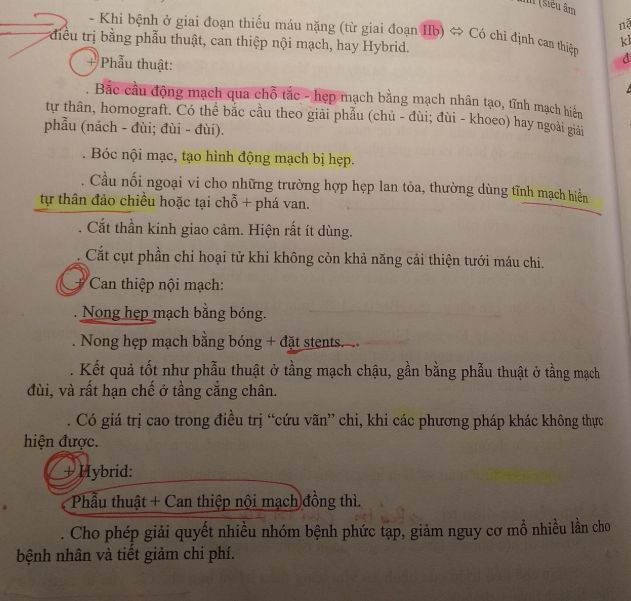 (siêu âm
- Khi bệnh ở giai đoạn thiếu máu nặng (từ giai đoạn IIb) ⇔ Có chỉ định can thiệp
điều trị bằng phẫu thuật, can thiệp nội mạch, hay Hybrid.
+ Phẫu thuật:
. Bắc cầu động mạch qua chỗ tắc - hẹp mạch bằng mạch nhân tạo, tĩnh mạch hiển
tự thân, homograft. Có thể bắc cầu theo giải phẫu (chủ - đùi; đùi - khoeo) hay ngoài giải
phẫu (nách - đùi; đùi - đùi).
. Bóc nội mạc, tạo hình động mạch bị hẹp.
. Cầu nối ngoại vi cho những trường hợp hẹp lan tỏa, thường dùng tĩnh mạch hiển
tự thân đảo chiều hoặc tại chỗ + phá van.
. Cắt thần kinh giao cảm. Hiện rất ít dùng.
. Cắt cụt phần chi hoại tử khi không còn khả năng cải thiện tưới máu chi.
+ Can thiệp nội mạch:
. Nong hẹp mạch bằng bóng.
. Nong hẹp mạch bằng bóng + đặt stents.
. Kết quả tốt như phẫu thuật ở tầng mạch chậu, gần bằng phẫu thuật ở tầng mạch
đùi, và rất hạn chế ở tầng cẳng chân.
. Có giá trị cao trong điều trị “cứu vãn” chi, khi các phương pháp khác không thực
hiện được.
+ Hybrid:
. Phẫu thuật + Can thiệp nội mạch đồng thì.
. Cho phép giải quyết nhiều nhóm bệnh phức tạp, giảm nguy cơ mổ nhiều lần cho
bệnh nhân và tiết giảm chi phí.